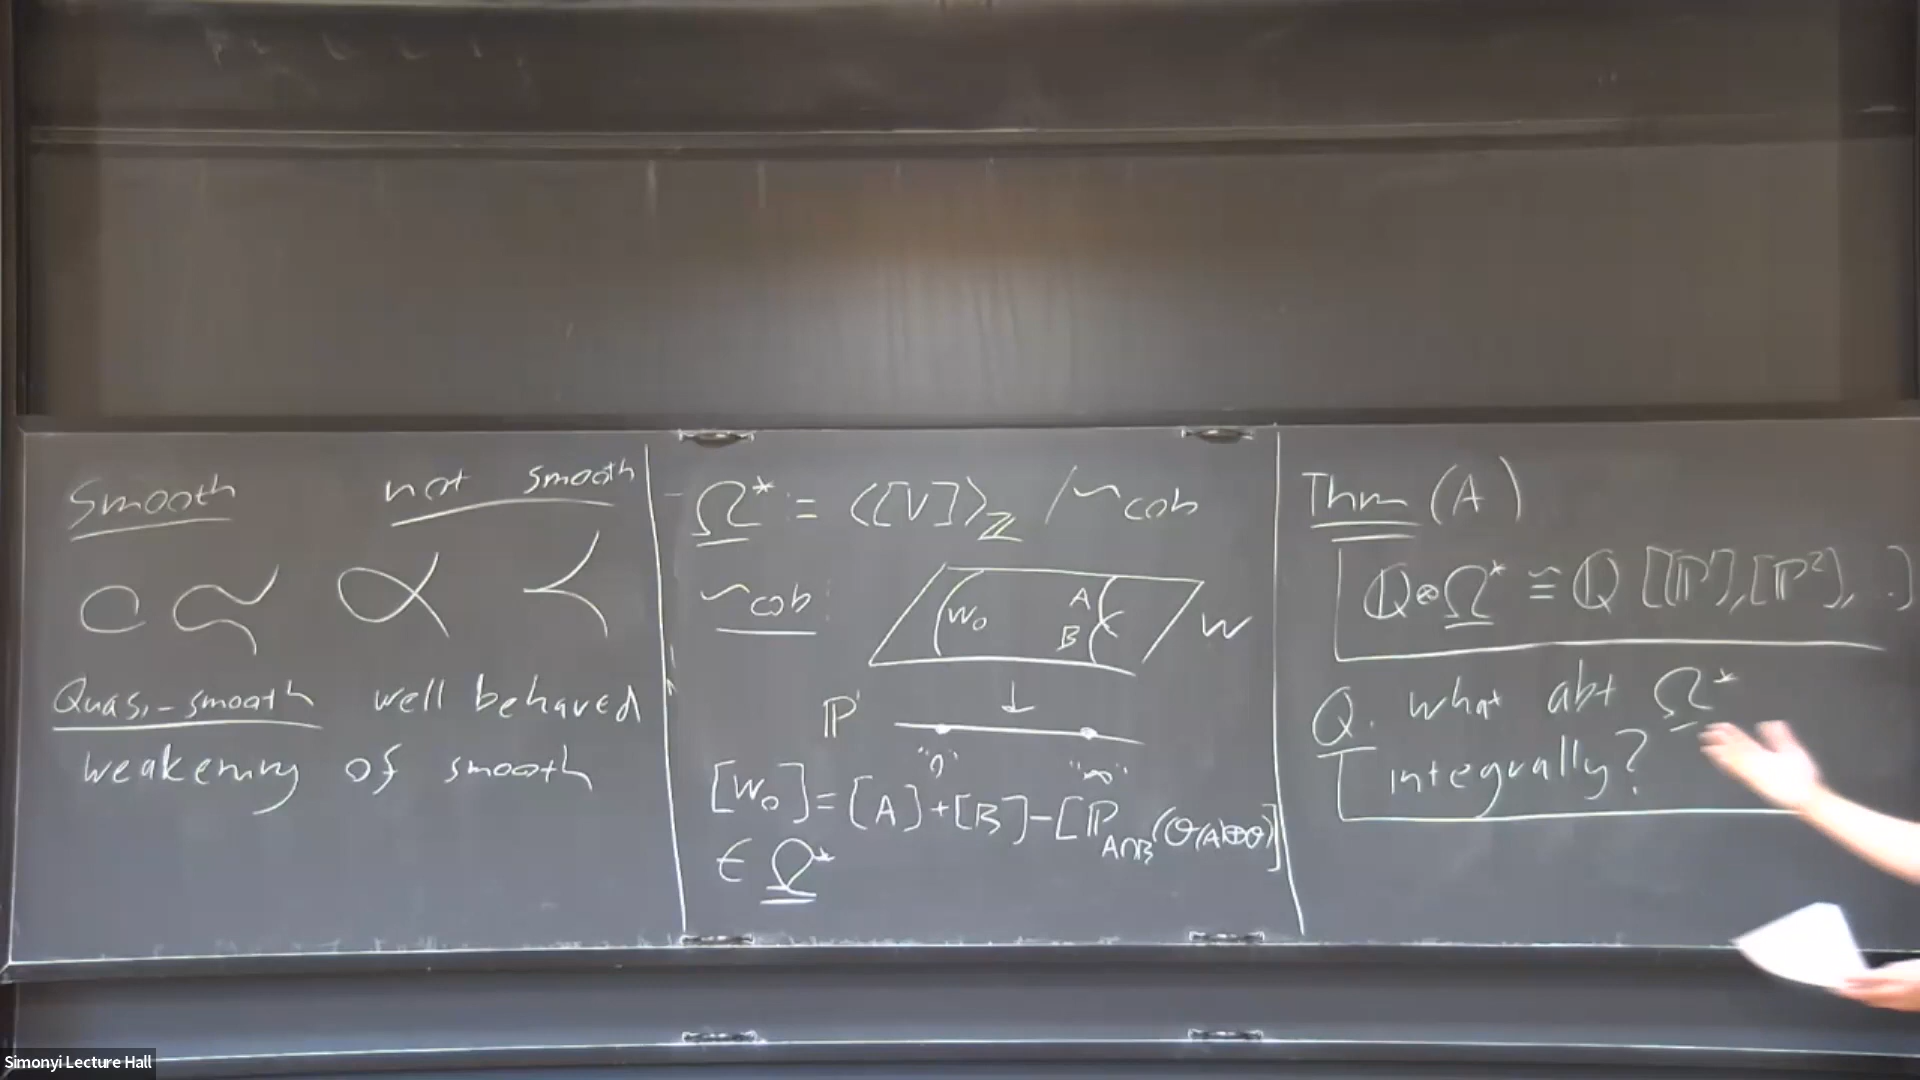 Smooth not smooth
Quasi-smooth well behaved
weakening of smooth
Ω* := <[V]>_ℤ / ~cob
~cob :
W₀ A B W
ℙ¹
"0" "∞"
[W₀] = [A] + [B] - [ℙ_{A∩B}(O(A)⊕O)]
∈ Ω*
Thm (A)
ℚ⊗Ω* ≅ ℚ[[ℙ¹],[ℙ²],..]
Q. what abt Ω*
integrally?
Simonyi Lecture Hall